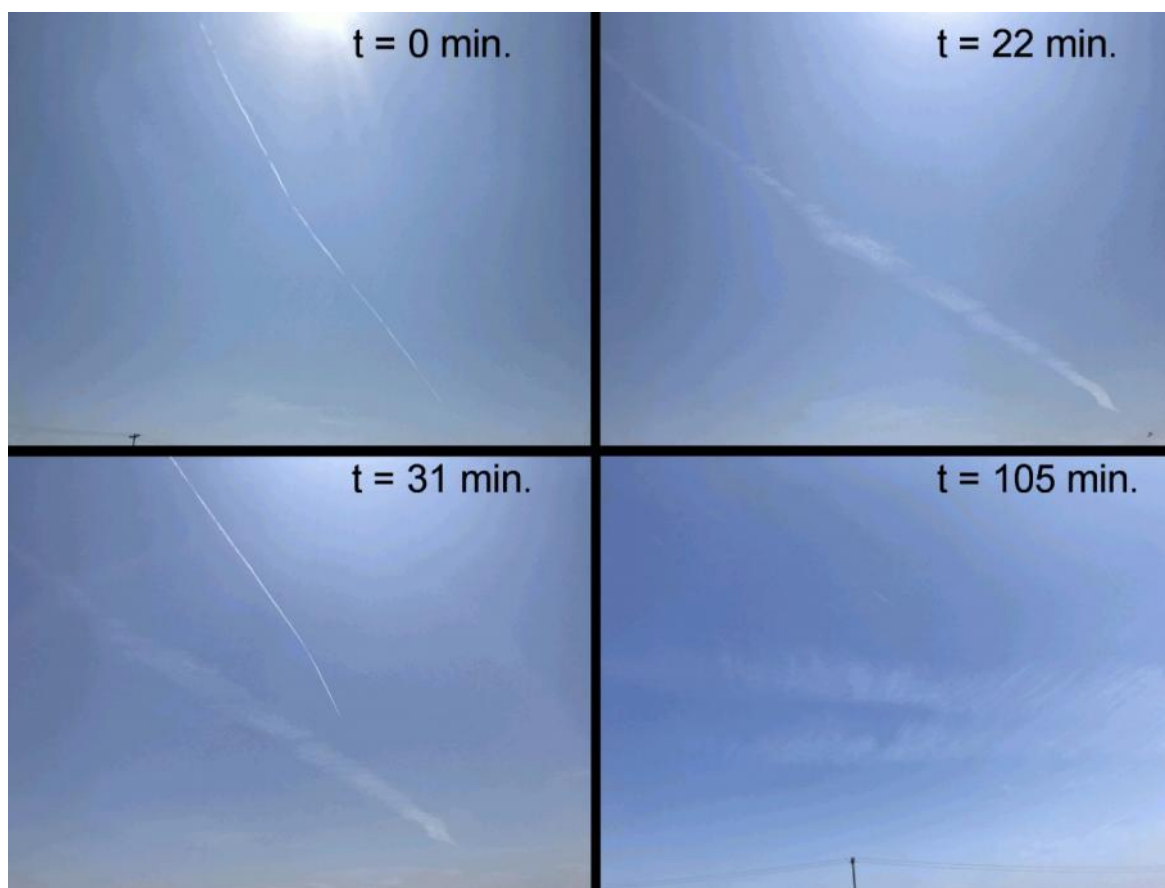 t = 0 min.
t = 22 min.
t = 31 min.
t = 105 min.